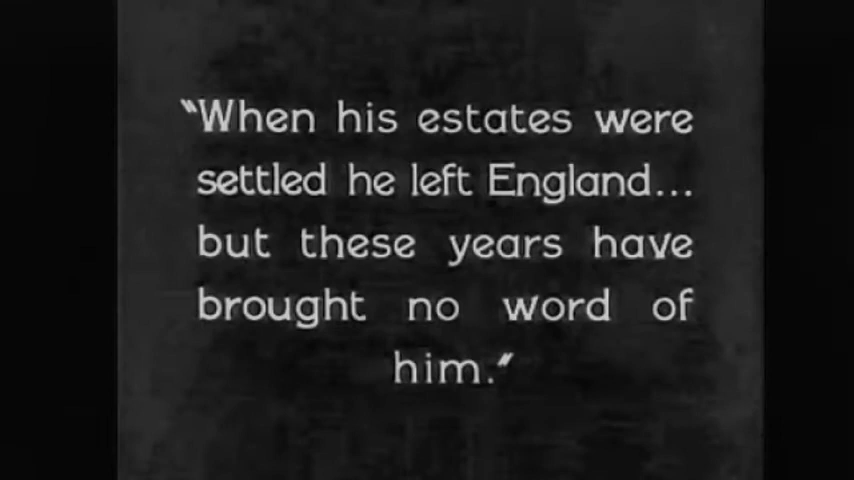 "When his estates were
settled he left England...
but these years have
brought no word of
him."